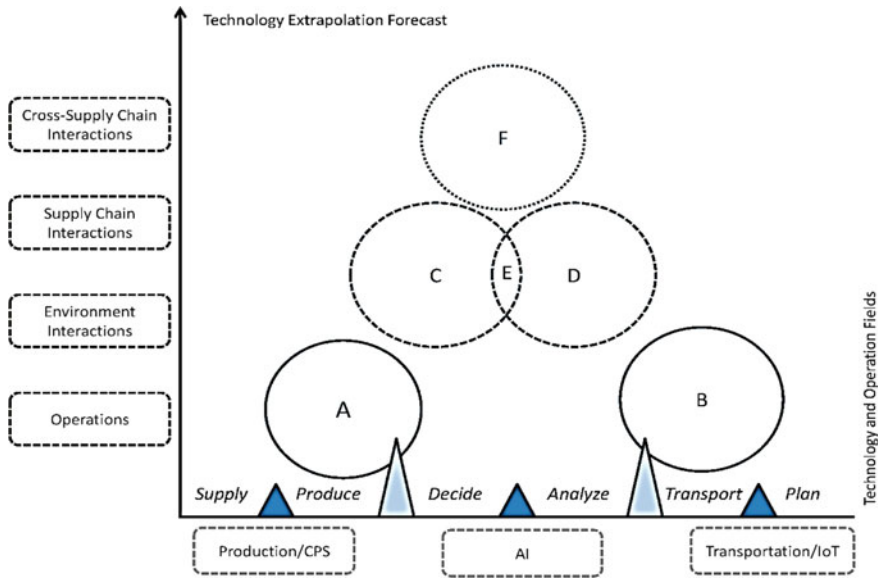 Technology Extrapolation Forecast
Cross-Supply Chain
Interactions
F
Supply Chain
Interactions
C
E
D
Environment
Interactions
A
B
Operations
Technology and Operation Fields
Supply
Produce
Decide
Analyze
Transport
Plan
Production/CPS
AI
Transportation/IoT